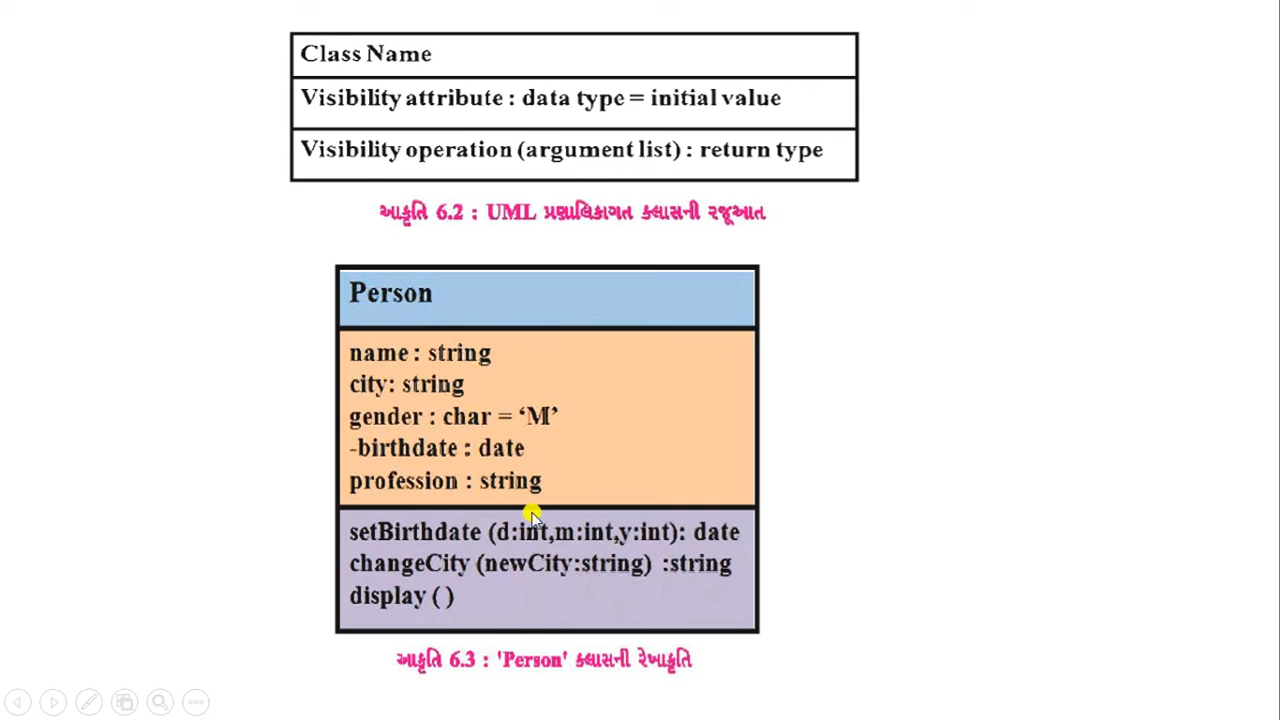 Class Name
Visibility attribute : data type = initial value
Visibility operation (argument list) : return type
આકૃતિ 6.2 : UML પ્રણાલિકાગત ક્લાસની રજૂઆત
Person
name : string
city: string
gender : char = ‘M’
-birthdate : date
profession : string
setBirthdate (d:int,m:int,y:int): date
changeCity (newCity:string) :string
display ( )
આકૃતિ 6.3 : 'Person' ક્લાસની રેખાકૃતિ